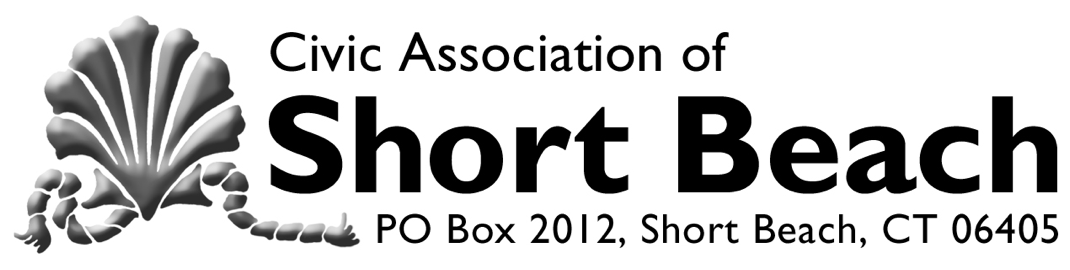 Civic Association of
Short Beach
PO Box 2012, Short Beach, CT 06405